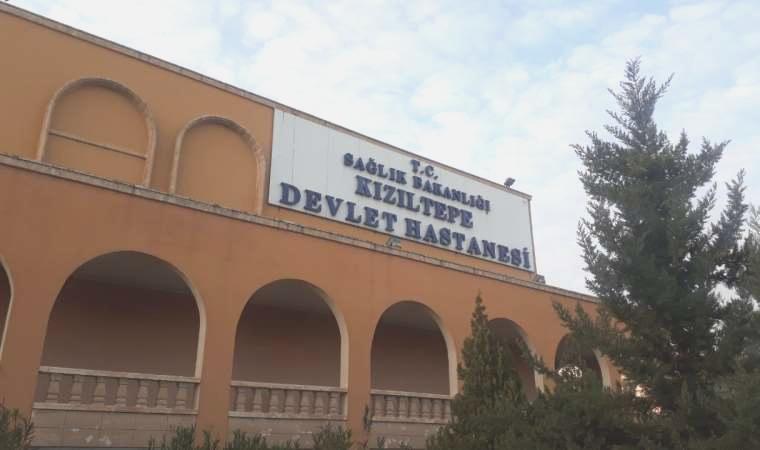 T.C.
SAĞLIK BAKANLIĞI
KIZILTEPE
DEVLET HASTANESİ